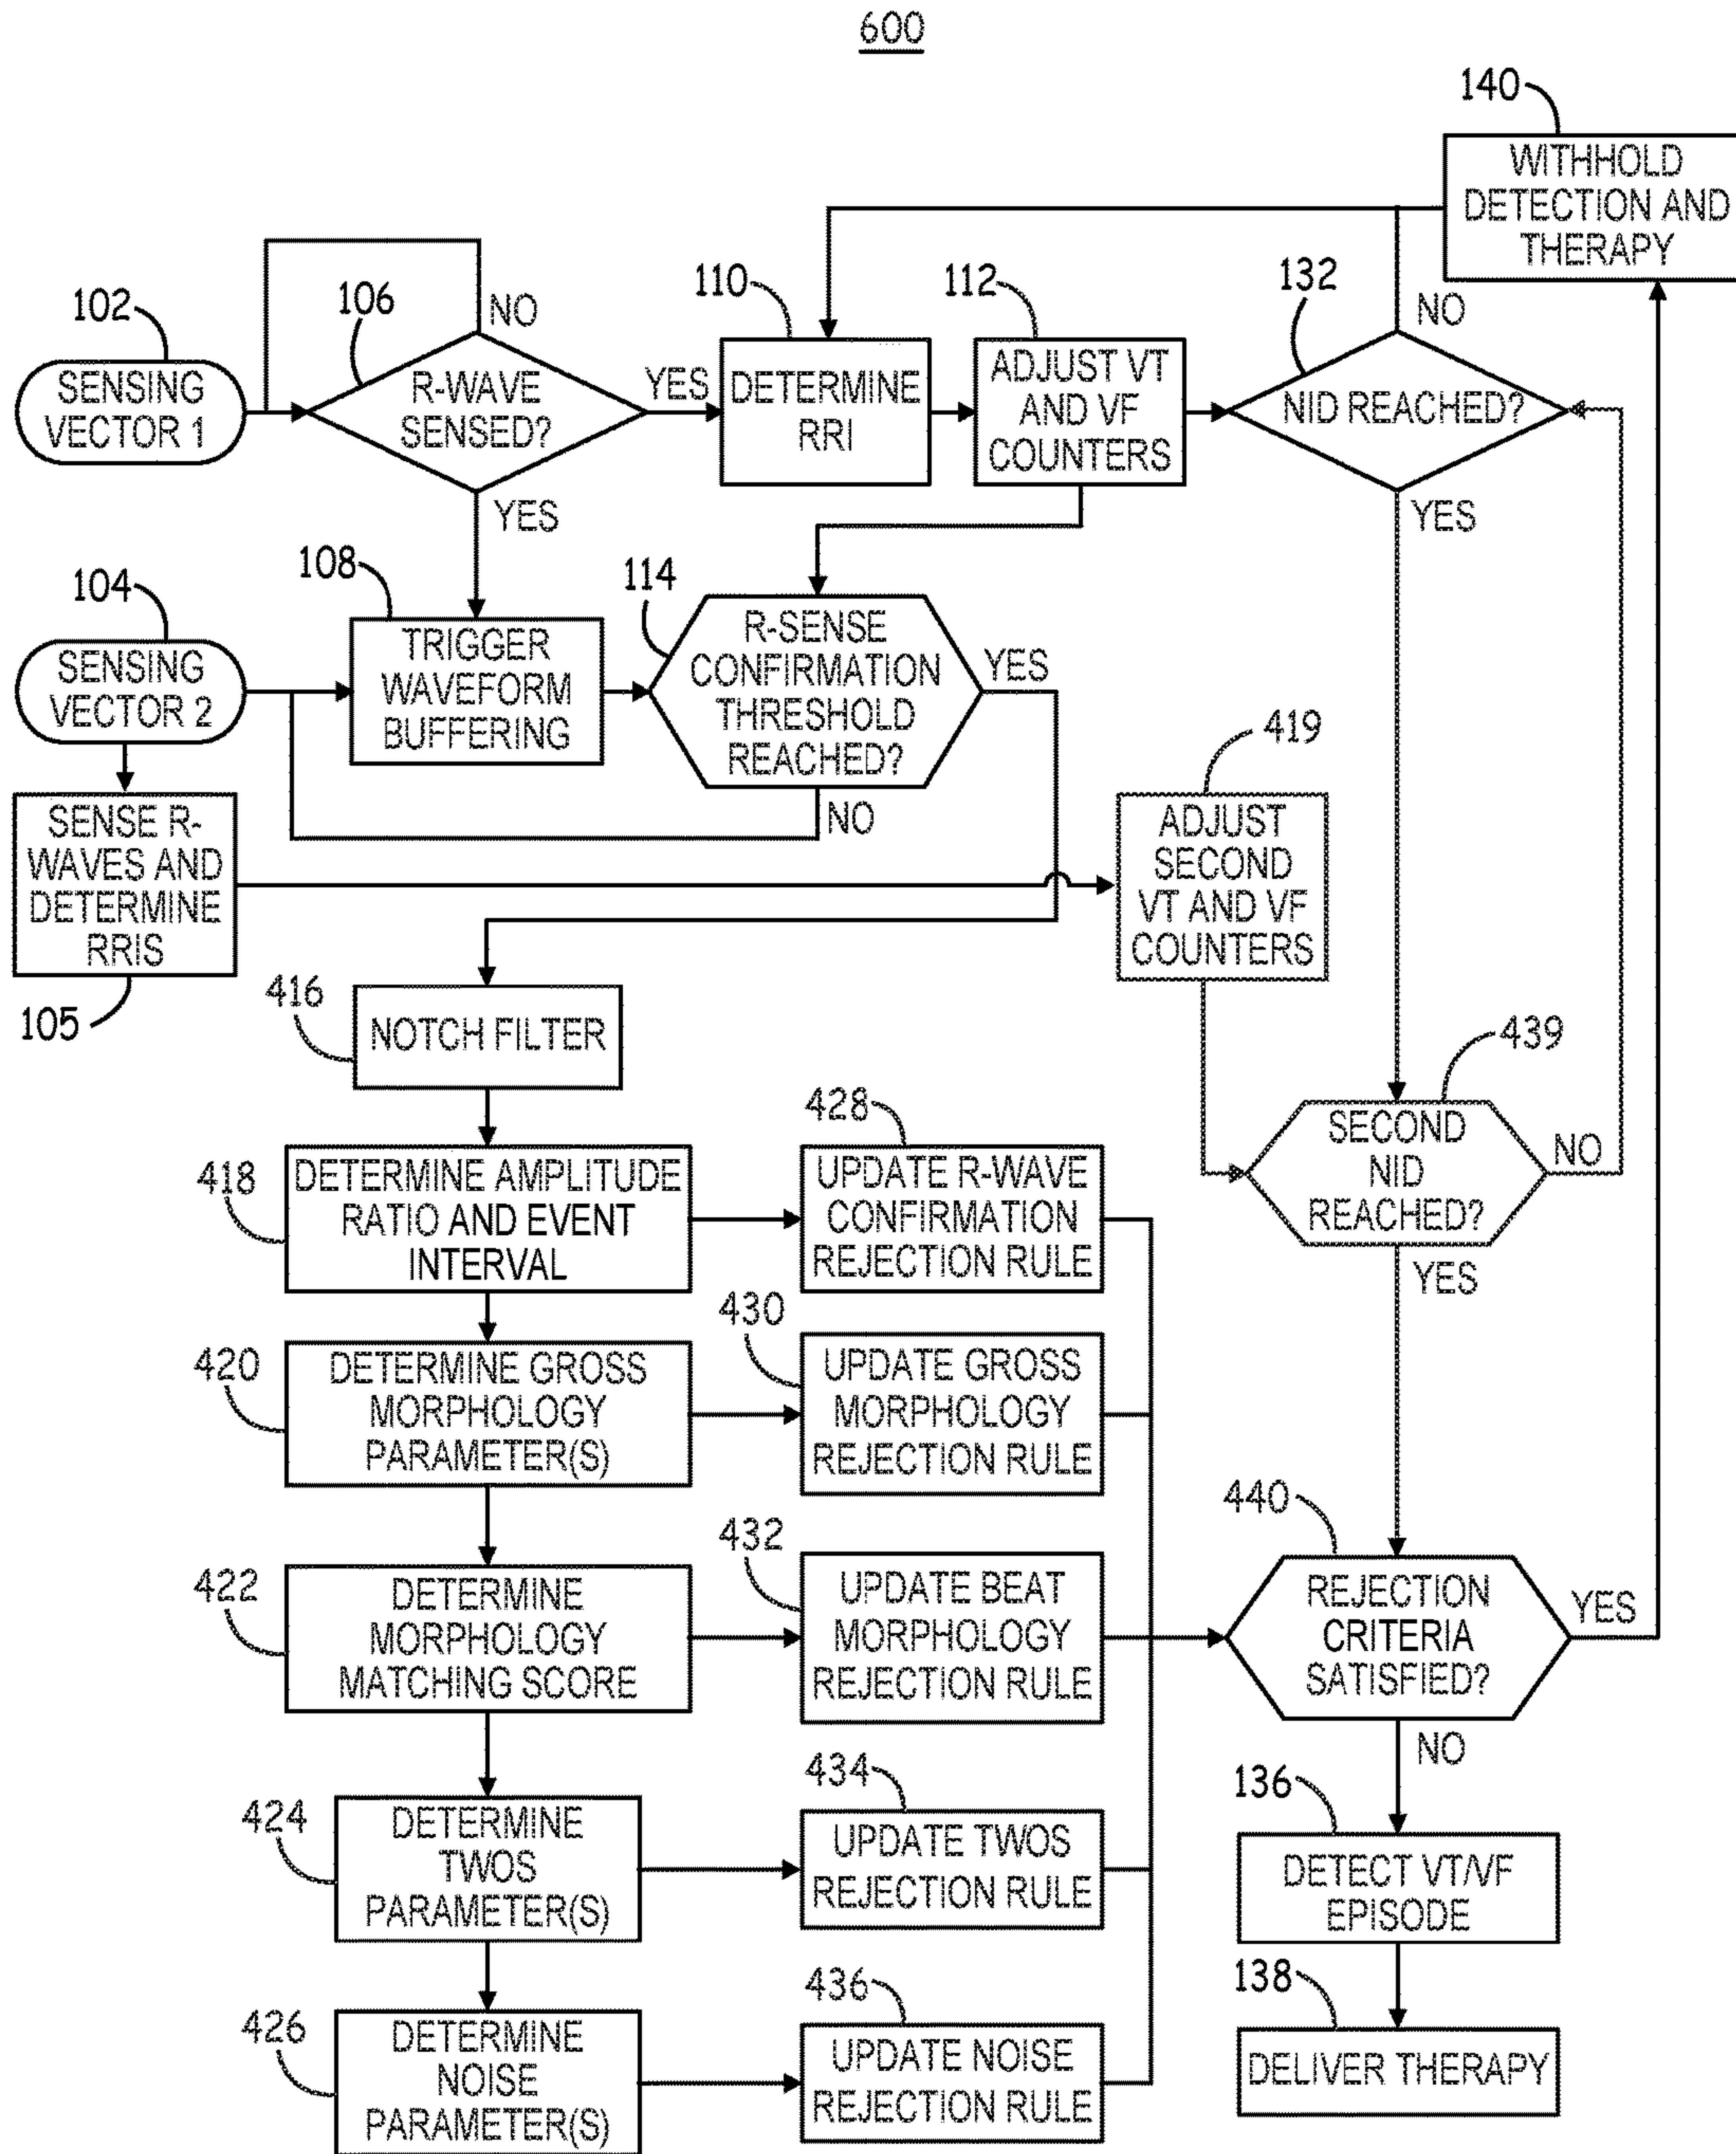 600
140
WITHHOLD
DETECTION AND
THERAPY
102
SENSING
VECTOR 1
106
NO
R-WAVE
SENSED?
YES
YES
110
DETERMINE
RRI
112
ADJUST VT
AND VF
COUNTERS
132
NO
NID REACHED?
YES
104
SENSING
VECTOR 2
108
TRIGGER
WAVEFORM
BUFFERING
114
R-SENSE
CONFIRMATION
THRESHOLD
REACHED?
YES
NO
SENSE R-
WAVES AND
DETERMINE
RRIS
105
419
ADJUST
SECOND
VT AND VF
COUNTERS
416
NOTCH FILTER
439
SECOND
NID
REACHED?
NO
YES
418
DETERMINE AMPLITUDE
RATIO AND EVENT
INTERVAL
428
UPDATE R-WAVE
CONFIRMATION
REJECTION RULE
420
DETERMINE GROSS
MORPHOLOGY
PARAMETER(S)
430
UPDATE GROSS
MORPHOLOGY
REJECTION RULE
422
DETERMINE
MORPHOLOGY
MATCHING SCORE
432
UPDATE BEAT
MORPHOLOGY
REJECTION RULE
440
REJECTION
CRITERIA
SATISFIED?
YES
NO
424
DETERMINE
TWOS
PARAMETER(S)
434
UPDATE TWOS
REJECTION RULE
136
DETECT VT/VF
EPISODE
426
DETERMINE
NOISE
PARAMETER(S)
436
UPDATE NOISE
REJECTION RULE
138
DELIVER THERAPY